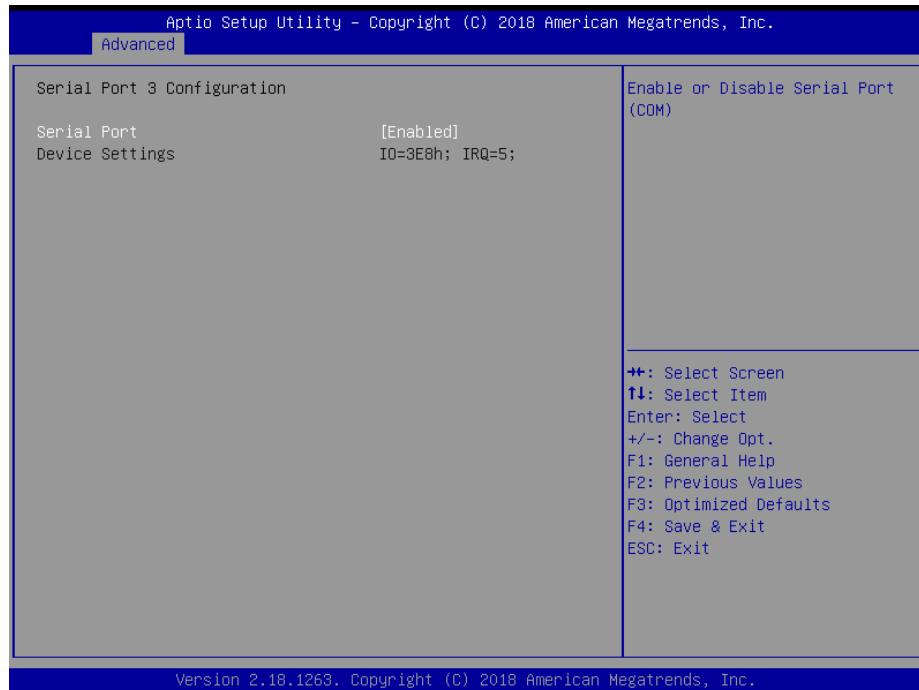 Aptio Setup Utility – Copyright (C) 2018 American Megatrends, Inc.
Advanced
Serial Port 3 Configuration
Serial Port [Enabled]
Device Settings IO=3E8h; IRQ=5;
Enable or Disable Serial Port
(COM)
→←: Select Screen
↑↓: Select Item
Enter: Select
+/-: Change Opt.
F1: General Help
F2: Previous Values
F3: Optimized Defaults
F4: Save & Exit
ESC: Exit
Version 2.18.1263. Copyright (C) 2018 American Megatrends, Inc.